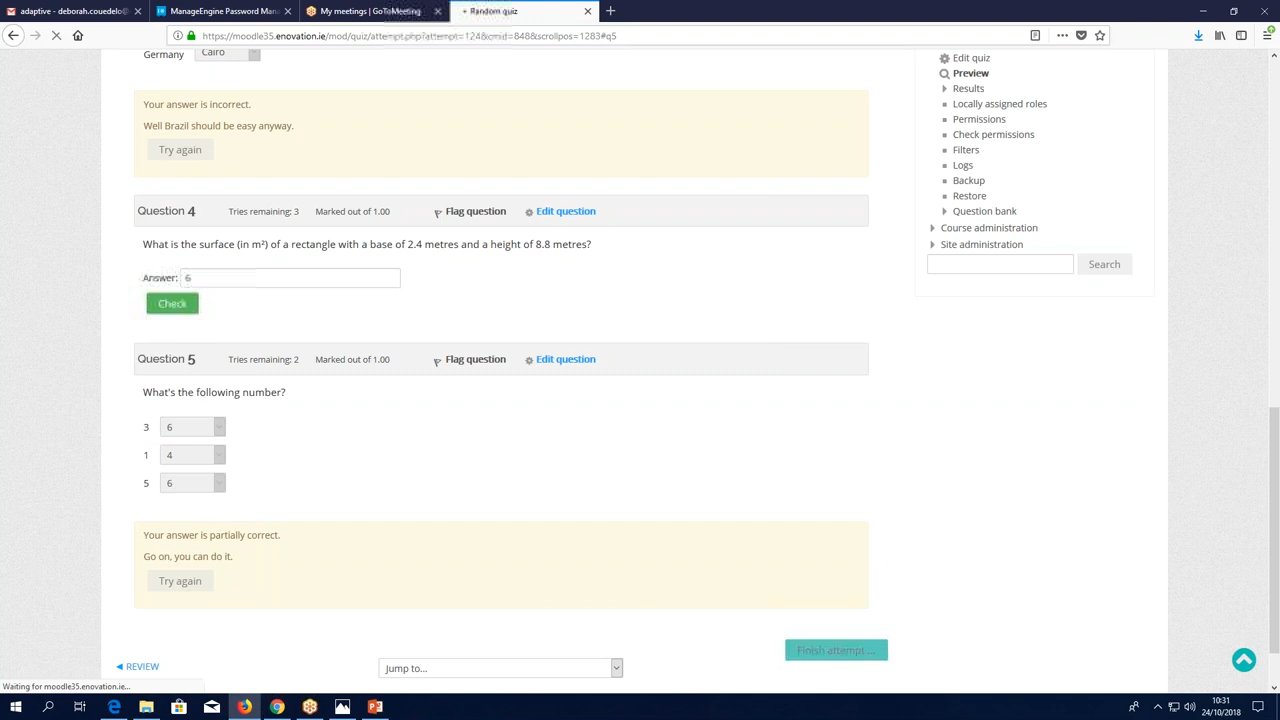 adaptive - deborah.couedelo
ManageEngine Password Man
My meetings | GoToMeeting
Random quiz
https://moodle35.enovation.ie/mod/quiz/attempt.php?attempt=1248&cmid=848&scrollpos=1283#q5
Germany Cairo
Your answer is incorrect.
Well Brazil should be easy anyway.
Try again
Question 4 Tries remaining: 3 Marked out of 1.00 Flag question Edit question
What is the surface (in m²) of a rectangle with a base of 2.4 metres and a height of 8.8 metres?
Answer: 6
Check
Question 5 Tries remaining: 2 Marked out of 1.00 Flag question Edit question
What's the following number?
3 6
1 4
5 6
Your answer is partially correct.
Go on, you can do it.
Try again
Finish attempt ...
◄ REVIEW
Jump to...
Edit quiz
Preview
Results
Locally assigned roles
Permissions
Check permissions
Filters
Logs
Backup
Restore
Question bank
Course administration
Site administration
Search
Waiting for moodle35.enovation.ie...
10:31
24/10/2018